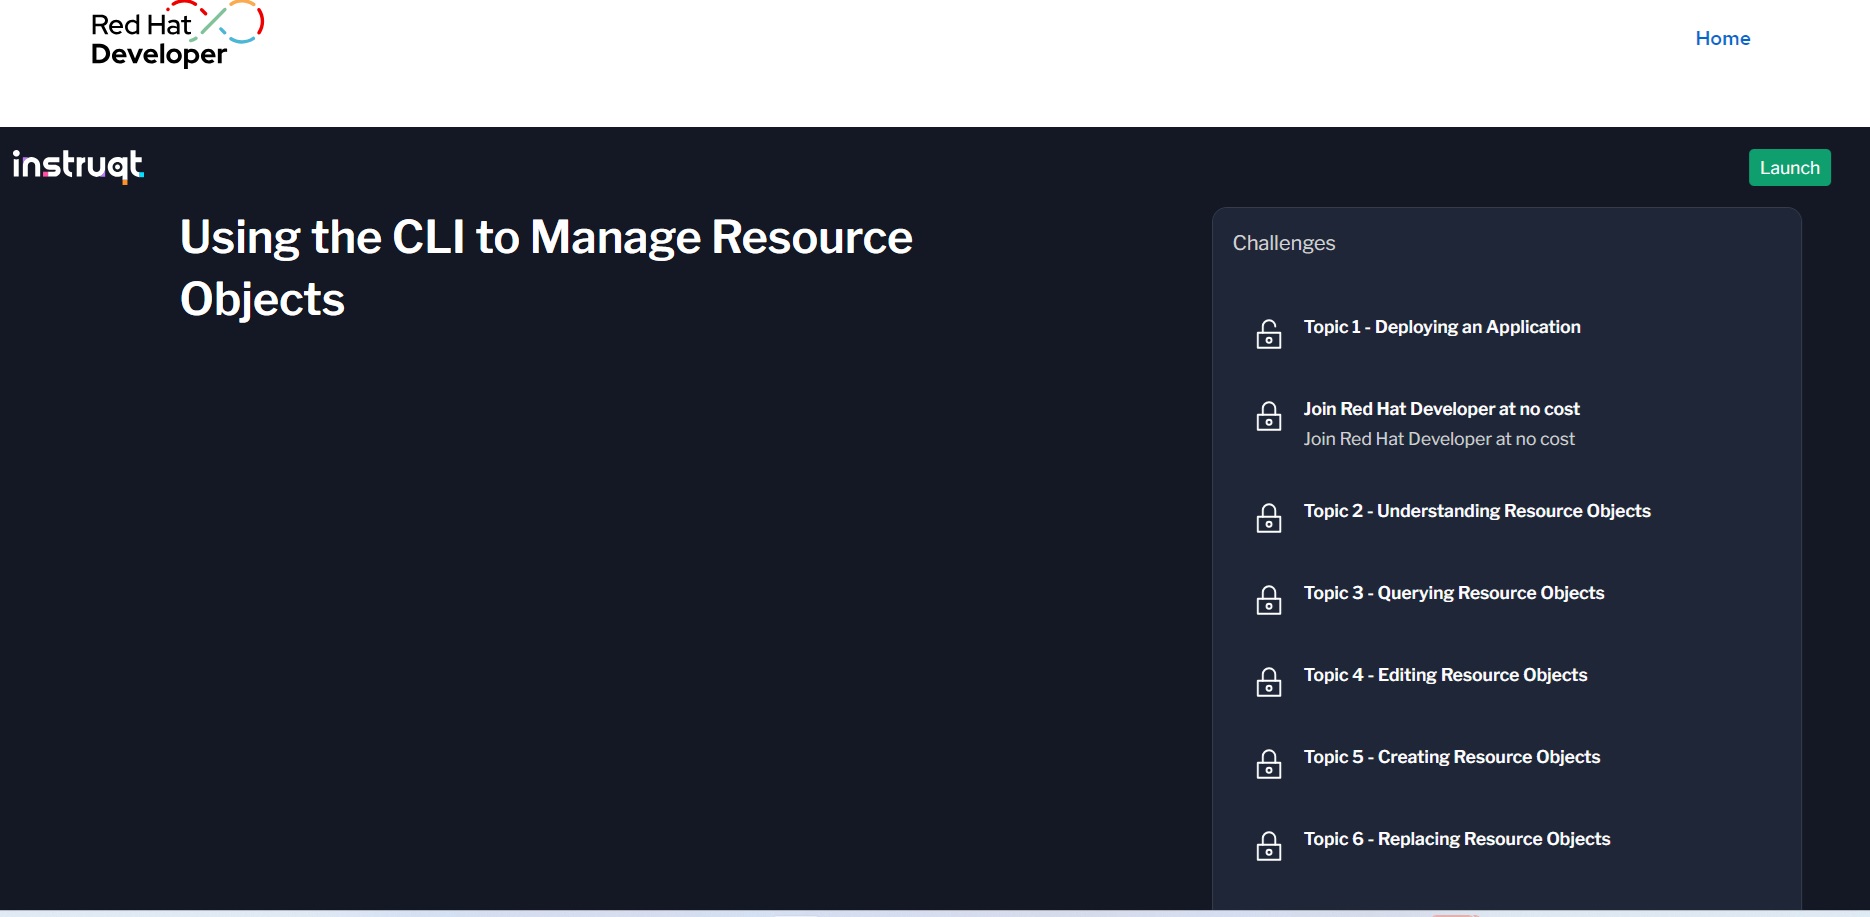 Red Hat
Developer
Home
instruqt
Launch
Using the CLI to Manage Resource
Objects
Challenges
Topic 1 - Deploying an Application
Join Red Hat Developer at no cost
Join Red Hat Developer at no cost
Topic 2 - Understanding Resource Objects
Topic 3 - Querying Resource Objects
Topic 4 - Editing Resource Objects
Topic 5 - Creating Resource Objects
Topic 6 - Replacing Resource Objects